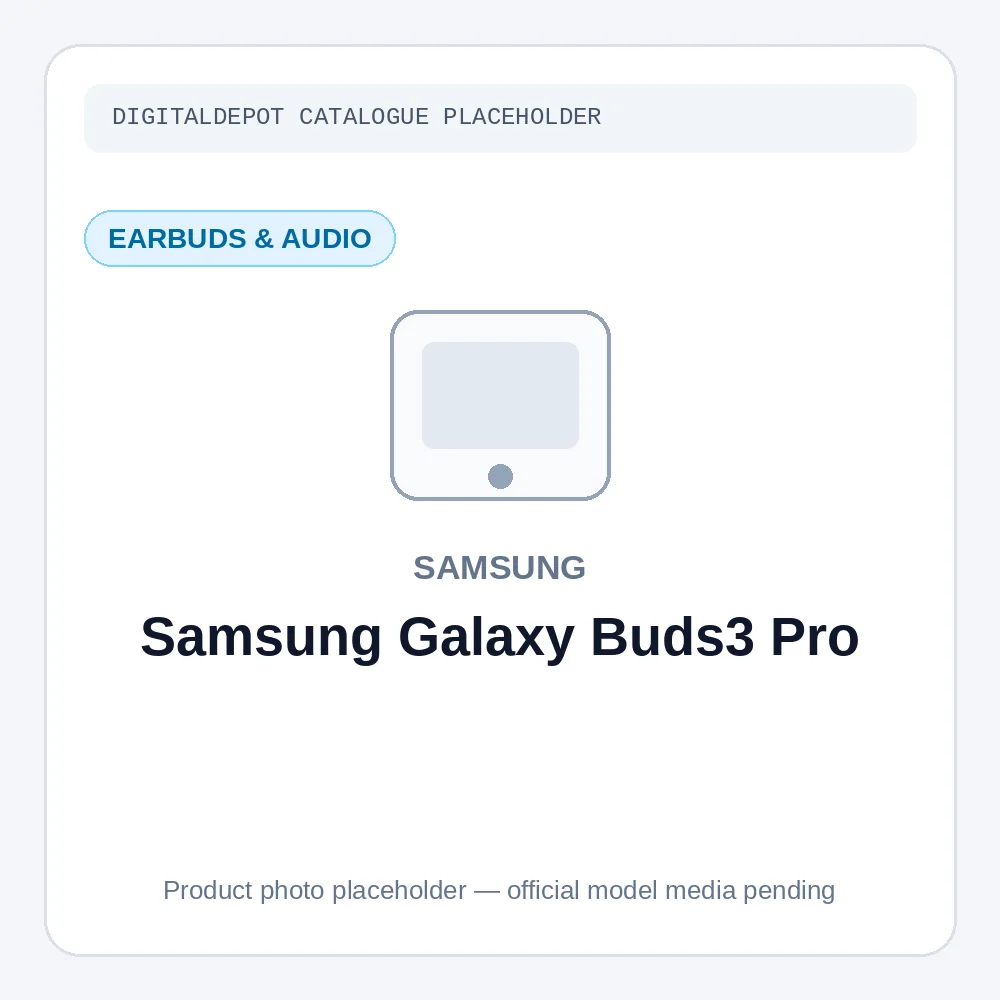 DIGITALDEPOT CATALOGUE PLACEHOLDER
EARBUDS & AUDIO
SAMSUNG
Samsung Galaxy Buds3 Pro
Product photo placeholder — official model media pending